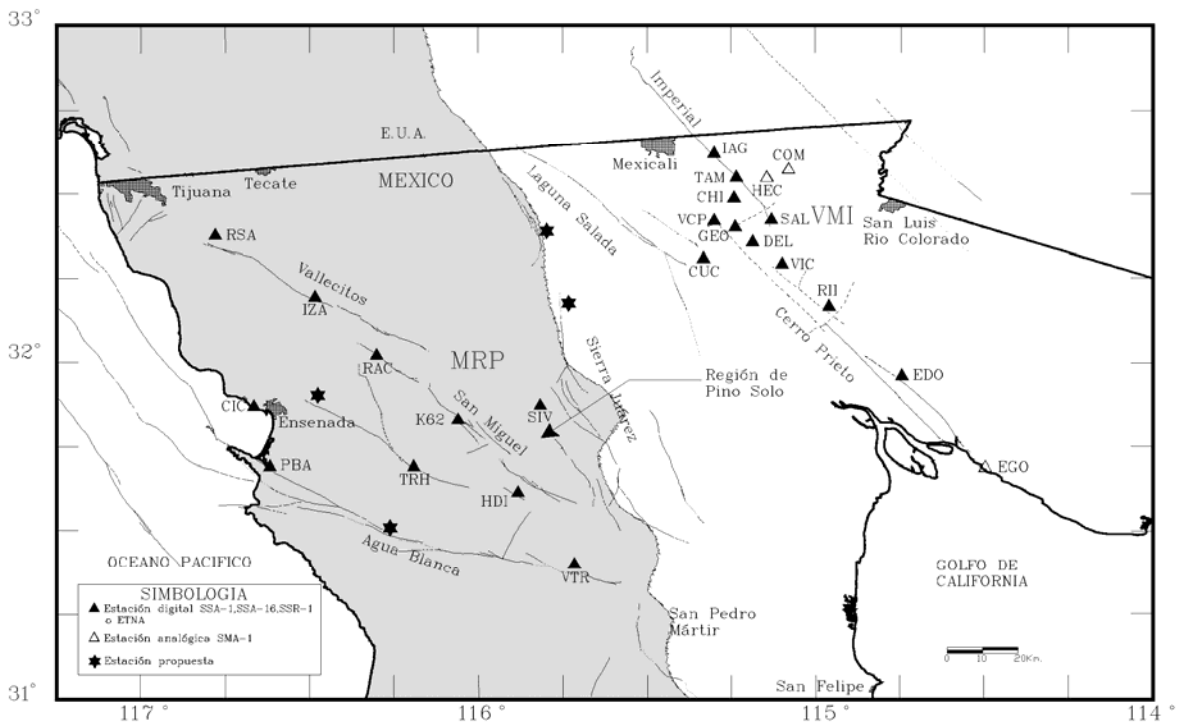 33°
Imperial
E.U.A.
Mexicali
IAG
COM
Tijuana
Tecate
MEXICO
TAM
HEC
CHI
Laguna Salada
VCP
SAL
VMI
San Luis
Rio Colorado
RSA
GEO
DEL
CUC
VIC
Vallecitos
IZA
RII
Cerro Prieto
32°
RAC
MRP
Sierra Juárez
Región de
Pino Solo
EDO
CIC
Ensenada
K62
San Miguel
SIV
PBA
TRH
HDI
EGO
Agua Blanca
VTR
OCEANO PACIFICO
GOLFO DE
CALIFORNIA
SIMBOLOGIA
Estación digital SSA-1,SSA-16,SSR-1
o ETNA
Estación analógica SMA-1
Estación propuesta
San Pedro
Mártir
0 10 20Km.
San Felipe
31°
117°
116°
115°
114°